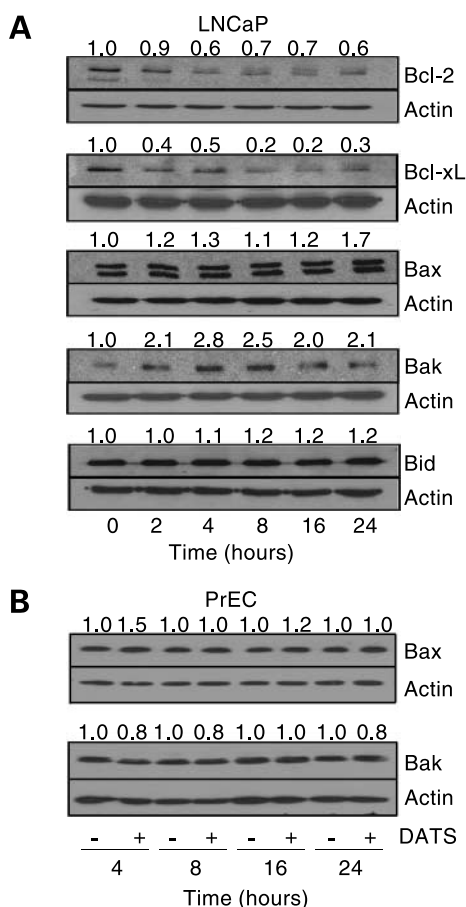 A
LNCaP
1.0 0.9 0.6 0.7 0.7 0.6
Bcl-2
Actin
1.0 0.4 0.5 0.2 0.2 0.3
Bcl-xL
Actin
1.0 1.2 1.3 1.1 1.2 1.7
Bax
Actin
1.0 2.1 2.8 2.5 2.0 2.1
Bak
Actin
1.0 1.0 1.1 1.2 1.2 1.2
Bid
Actin
0 2 4 8 16 24
Time (hours)
B
PrEC
1.0 1.5 1.0 1.0 1.0 1.2 1.0 1.0
Bax
Actin
1.0 0.8 1.0 0.8 1.0 1.0 1.0 0.8
Bak
Actin
- + - + - + - + DATS
4 8 16 24
Time (hours)